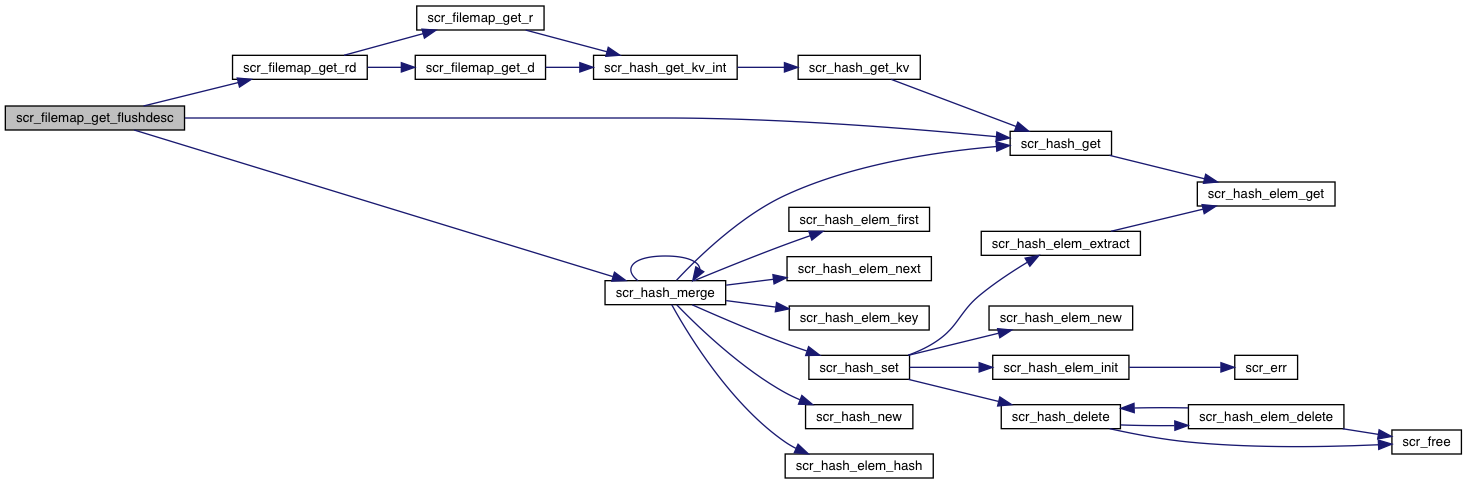 scr_filemap_get_r
scr_filemap_get_rd
scr_filemap_get_d
scr_hash_get_kv_int
scr_hash_get_kv
scr_filemap_get_flushdesc
scr_hash_get
scr_hash_elem_get
scr_hash_elem_first
scr_hash_elem_extract
scr_hash_elem_next
scr_hash_merge
scr_hash_elem_key
scr_hash_elem_new
scr_hash_set
scr_hash_elem_init
scr_err
scr_hash_new
scr_hash_delete
scr_hash_elem_delete
scr_free
scr_hash_elem_hash